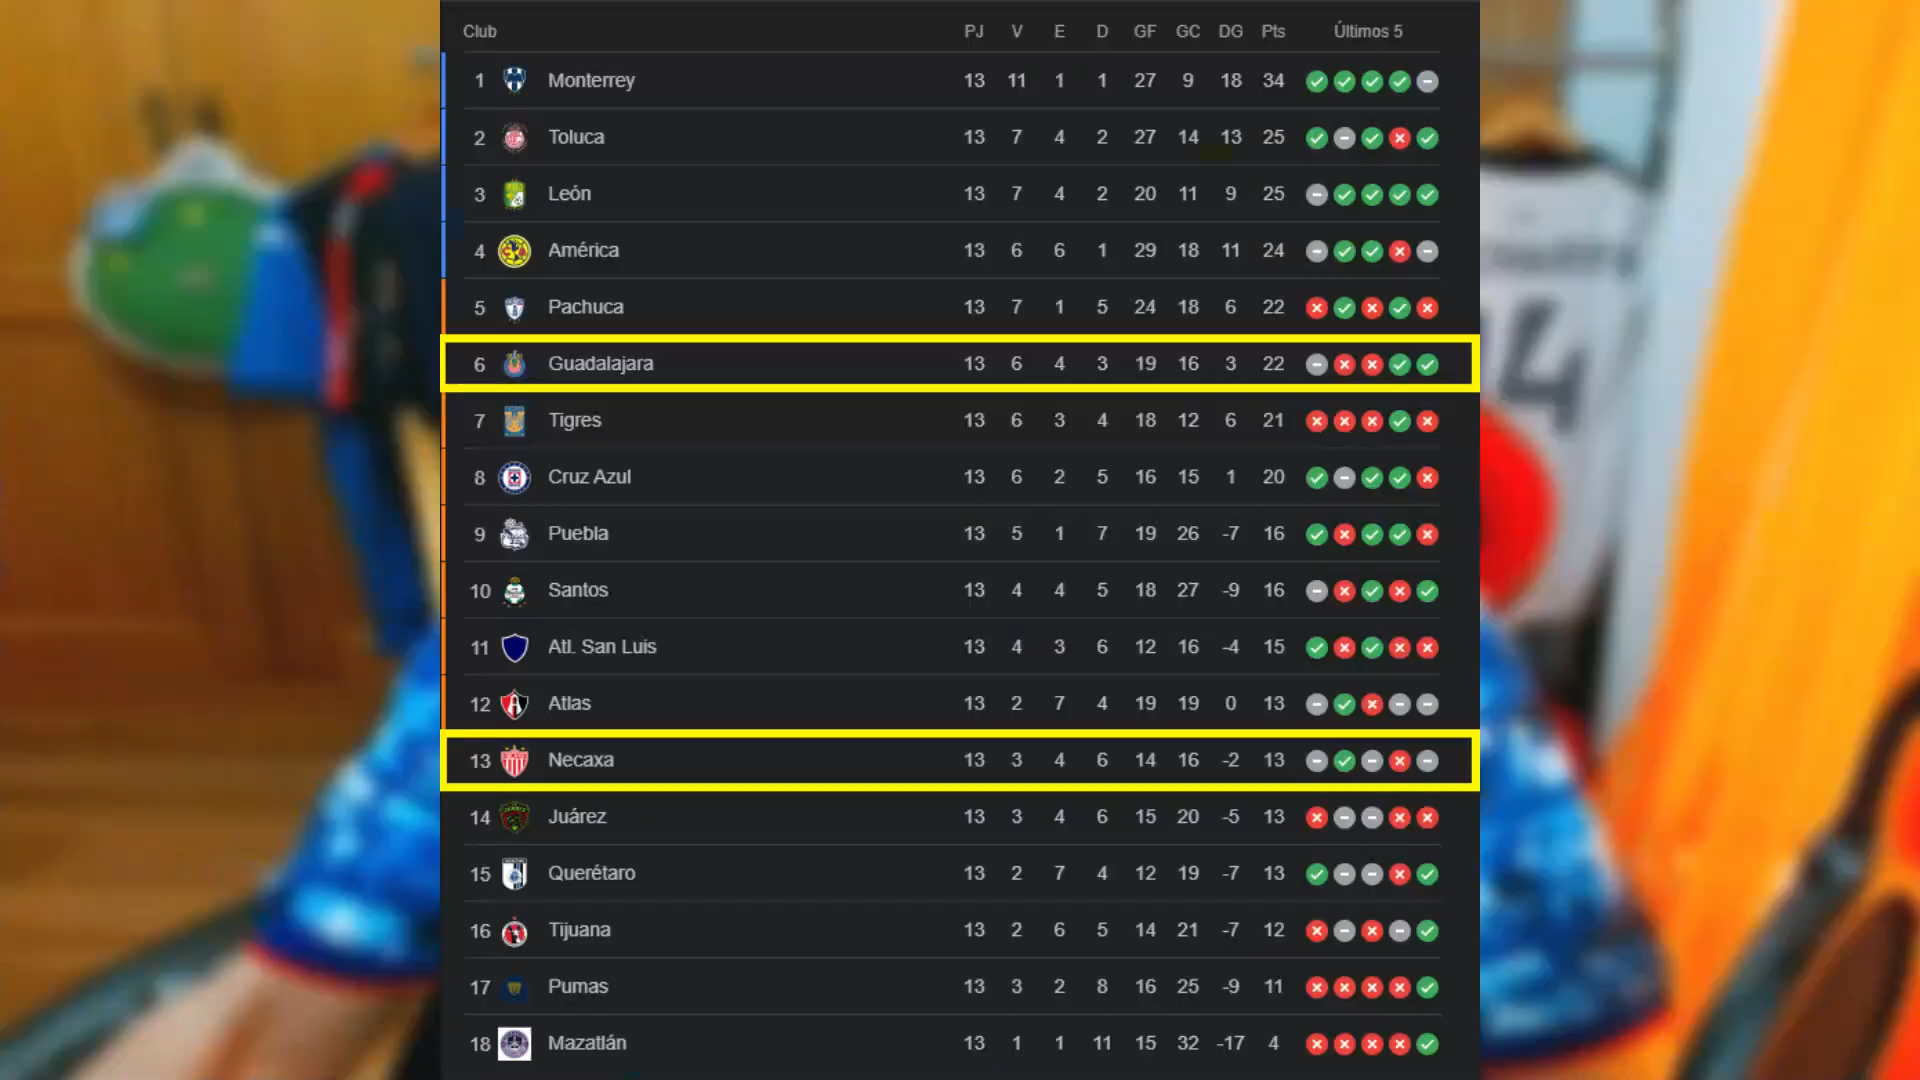 Club PJ V E D GF GC DG Pts Últimos 5
1 Monterrey 13 11 1 1 27 9 18 34
2 Toluca 13 7 4 2 27 14 13 25
3 León 13 7 4 2 20 11 9 25
4 América 13 6 6 1 29 18 11 24
5 Pachuca 13 7 1 5 24 18 6 22
6 Guadalajara 13 6 4 3 19 16 3 22
7 Tigres 13 6 3 4 18 12 6 21
8 Cruz Azul 13 6 2 5 16 15 1 20
9 Puebla 13 5 1 7 19 26 -7 16
10 Santos 13 4 4 5 18 27 -9 16
11 Atl. San Luis 13 4 3 6 12 16 -4 15
12 Atlas 13 2 7 4 19 19 0 13
13 Necaxa 13 3 4 6 14 16 -2 13
14 Juárez 13 3 4 6 15 20 -5 13
15 Querétaro 13 2 7 4 12 19 -7 13
16 Tijuana 13 2 6 5 14 21 -7 12
17 Pumas 13 3 2 8 16 25 -9 11
18 Mazatlán 13 1 1 11 15 32 -17 4